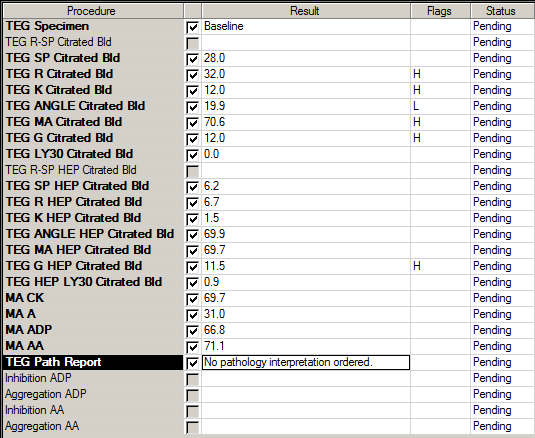 Procedure Result Flags Status
TEG Specimen Baseline Pending
TEG R-SP Citrated Bld Pending
TEG SP Citrated Bld 28.0 Pending
TEG R Citrated Bld 32.0 H Pending
TEG K Citrated Bld 12.0 H Pending
TEG ANGLE Citrated Bld 19.9 L Pending
TEG MA Citrated Bld 70.6 H Pending
TEG G Citrated Bld 12.0 H Pending
TEG LY30 Citrated Bld 0.0 Pending
TEG R-SP HEP Citrated Bld Pending
TEG SP HEP Citrated Bld 6.2 Pending
TEG R HEP Citrated Bld 6.7 Pending
TEG K HEP Citrated Bld 1.5 Pending
TEG ANGLE HEP Citrated Bld 69.9 Pending
TEG MA HEP Citrated Bld 69.7 Pending
TEG G HEP Citrated Bld 11.5 H Pending
TEG HEP LY30 Citrated Bld 0.9 Pending
MA CK 69.7 Pending
MA A 31.0 Pending
MA ADP 66.8 Pending
MA AA 71.1 Pending
TEG Path Report No pathology interpretation ordered. Pending
Inhibition ADP Pending
Aggregation ADP Pending
Inhibition AA Pending
Aggregation AA Pending